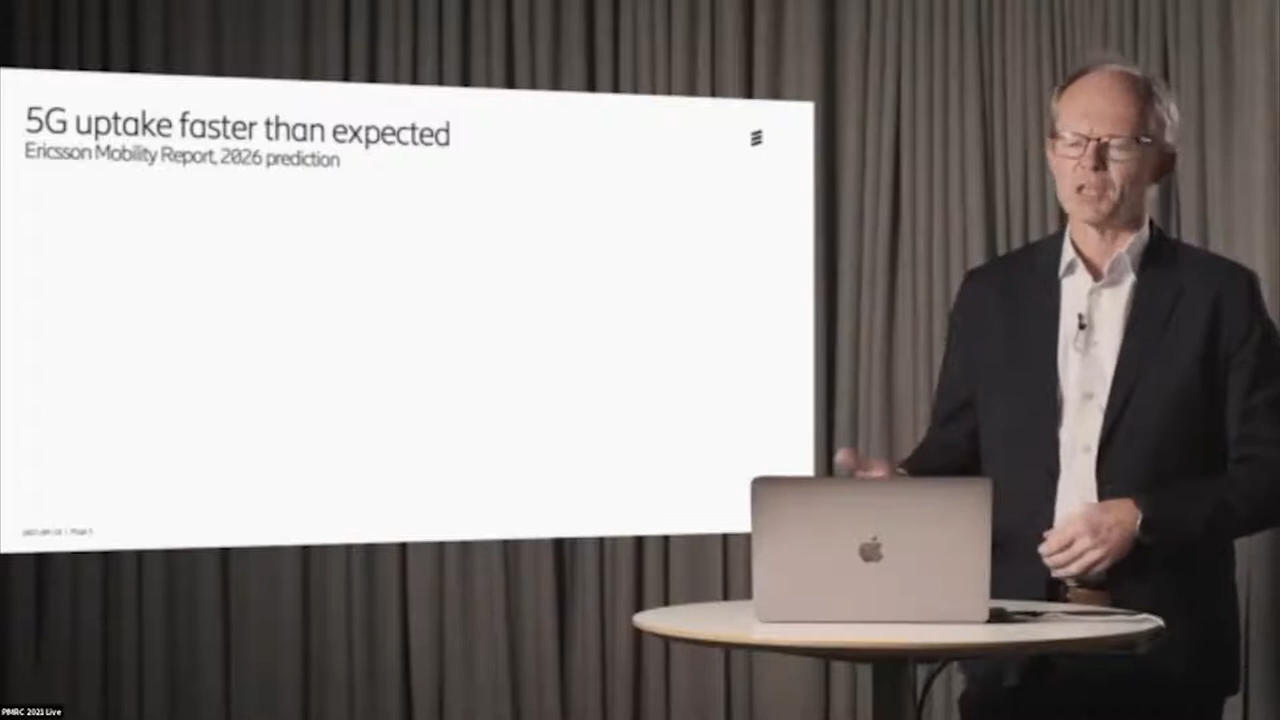 5G uptake faster than expected
Ericsson Mobility Report, 2026 prediction
PIMRC 2021 Live